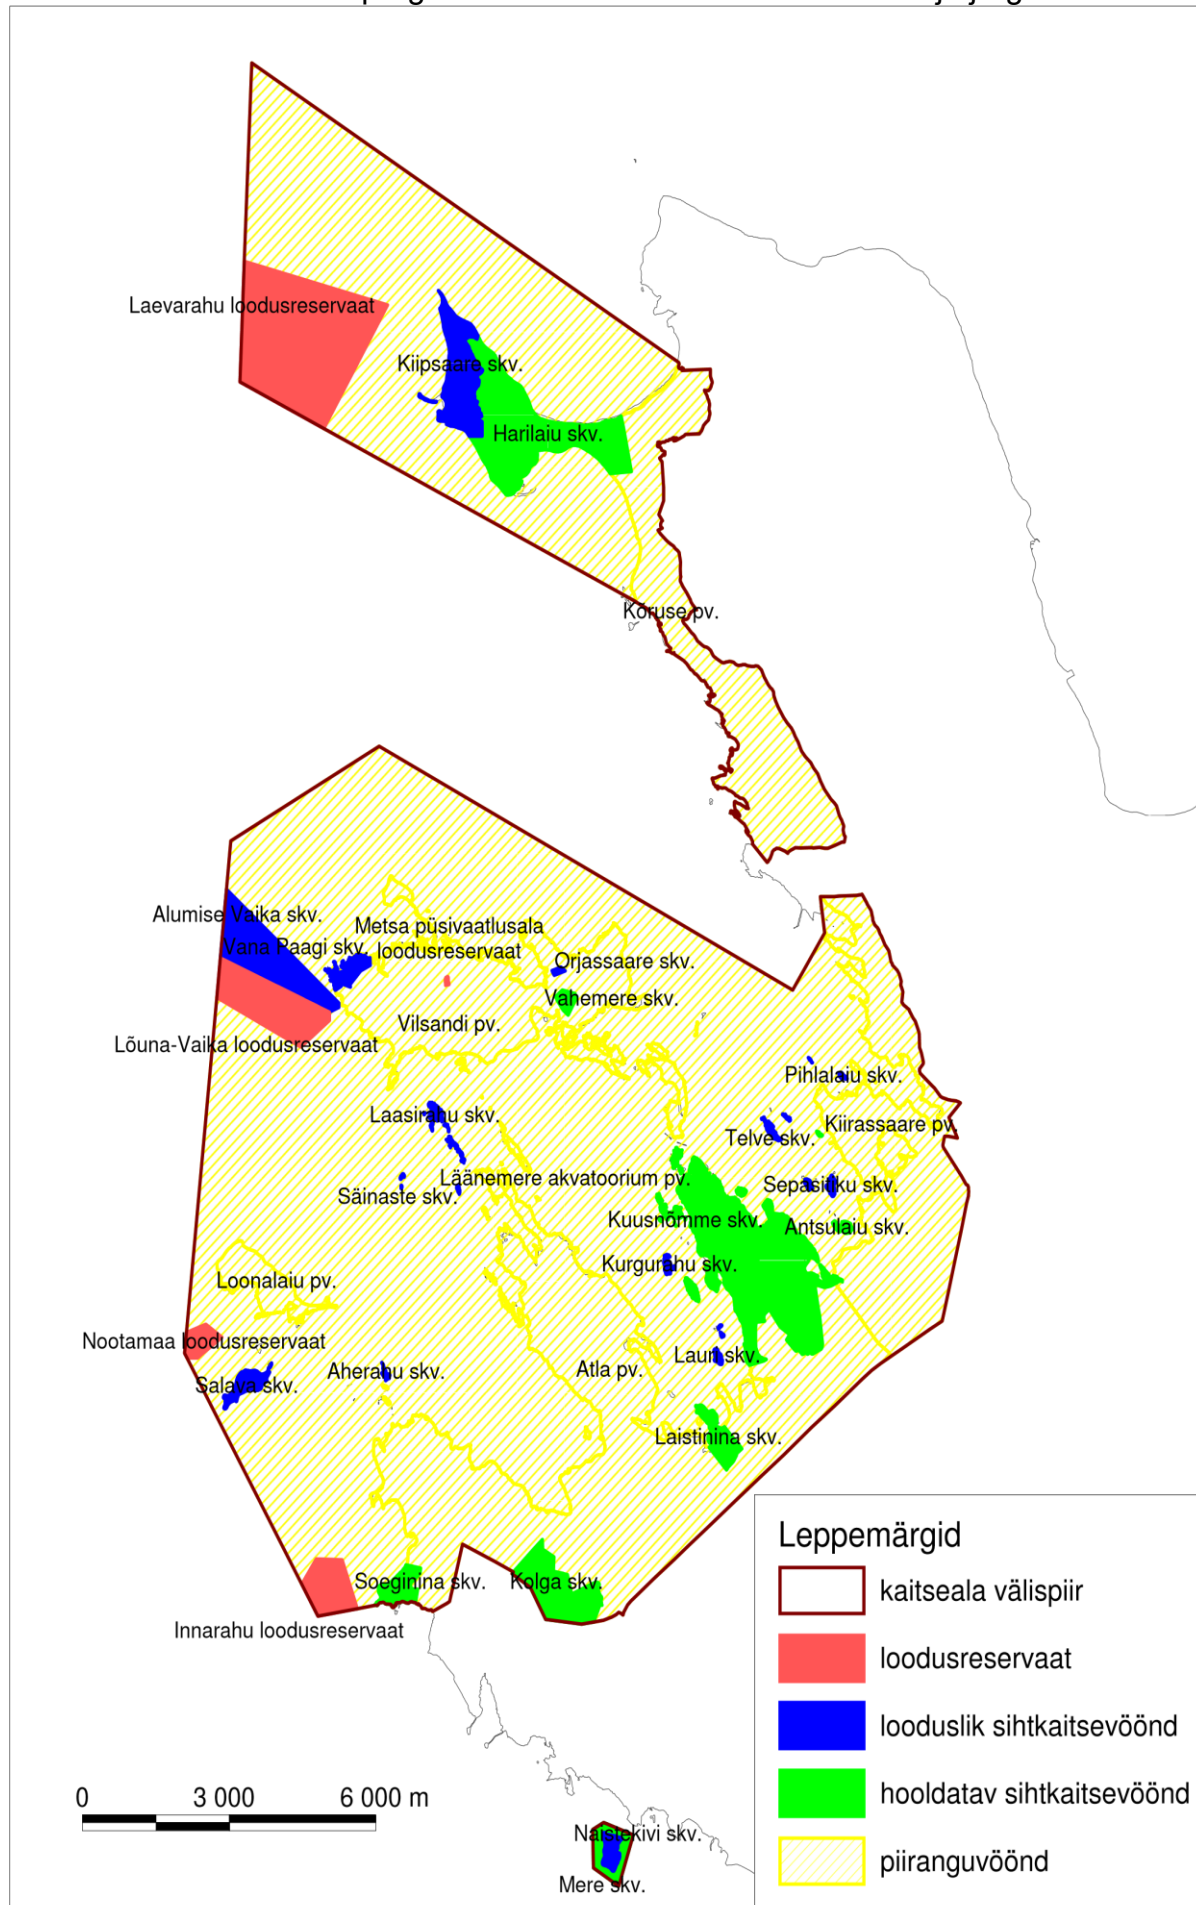 Laevarahu loodusreservaat
Kiipsaare skv.
Harilaiu skv.
Kõruse pv.
Alumise Vaika skv.
Metsa püsivaatlusala
loodusreservaat
Vana Paagi skv.
Orjassaare skv.
Vahemere skv.
Vilsandi pv.
Lõuna-Vaika loodusreservaat
Pihlalaiu skv.
Laasirahu skv.
Kiirassaare pv.
Telve skv.
Läänemere akvatoorium pv.
Sepasitiku skv.
Säinaste skv.
Kuusnõmme skv.
Antsulaiu skv.
Kurgurahu skv.
Loonalaiu pv.
Nootamaa loodusreservaat
Lauri skv.
Aherahu skv.
Atla pv.
Salava skv.
Laistinina skv.
Soeginina skv.
Kolga skv.
Innarahu loodusreservaat
Naistekivi skv.
Mere skv.
0 3 000 6 000 m
Leppemärgid
kaitseala välispiir
loodusreservaat
looduslik sihtkaitsevöönd
hooldatav sihtkaitsevöönd
piiranguvöönd